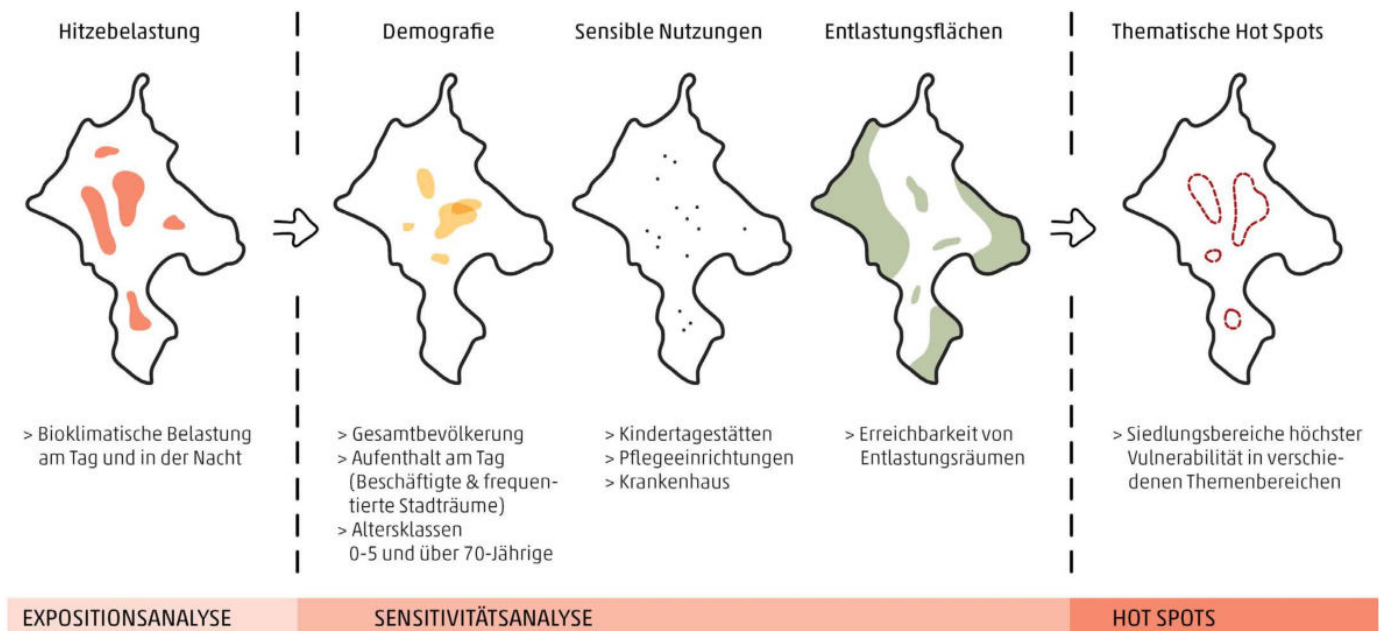 Hitzebelastung
Demografie
Sensible Nutzungen
Entlastungsflächen
Thematische Hot Spots
> Bioklimatische Belastung
am Tag und in der Nacht
> Gesamtbevölkerung
> Aufenthalt am Tag
(Beschäftigte & frequen-
tierte Stadträume)
> Altersklassen
0-5 und über 70-Jährige
> Kindertagestätten
> Pflegeeinrichtungen
> Krankenhaus
> Erreichbarkeit von
Entlastungsräumen
> Siedlungsbereiche höchster
Vulnerabilität in verschie-
denen Themenbereichen
EXPOSITIONSANALYSE
SENSITIVITÄTSANALYSE
HOT SPOTS